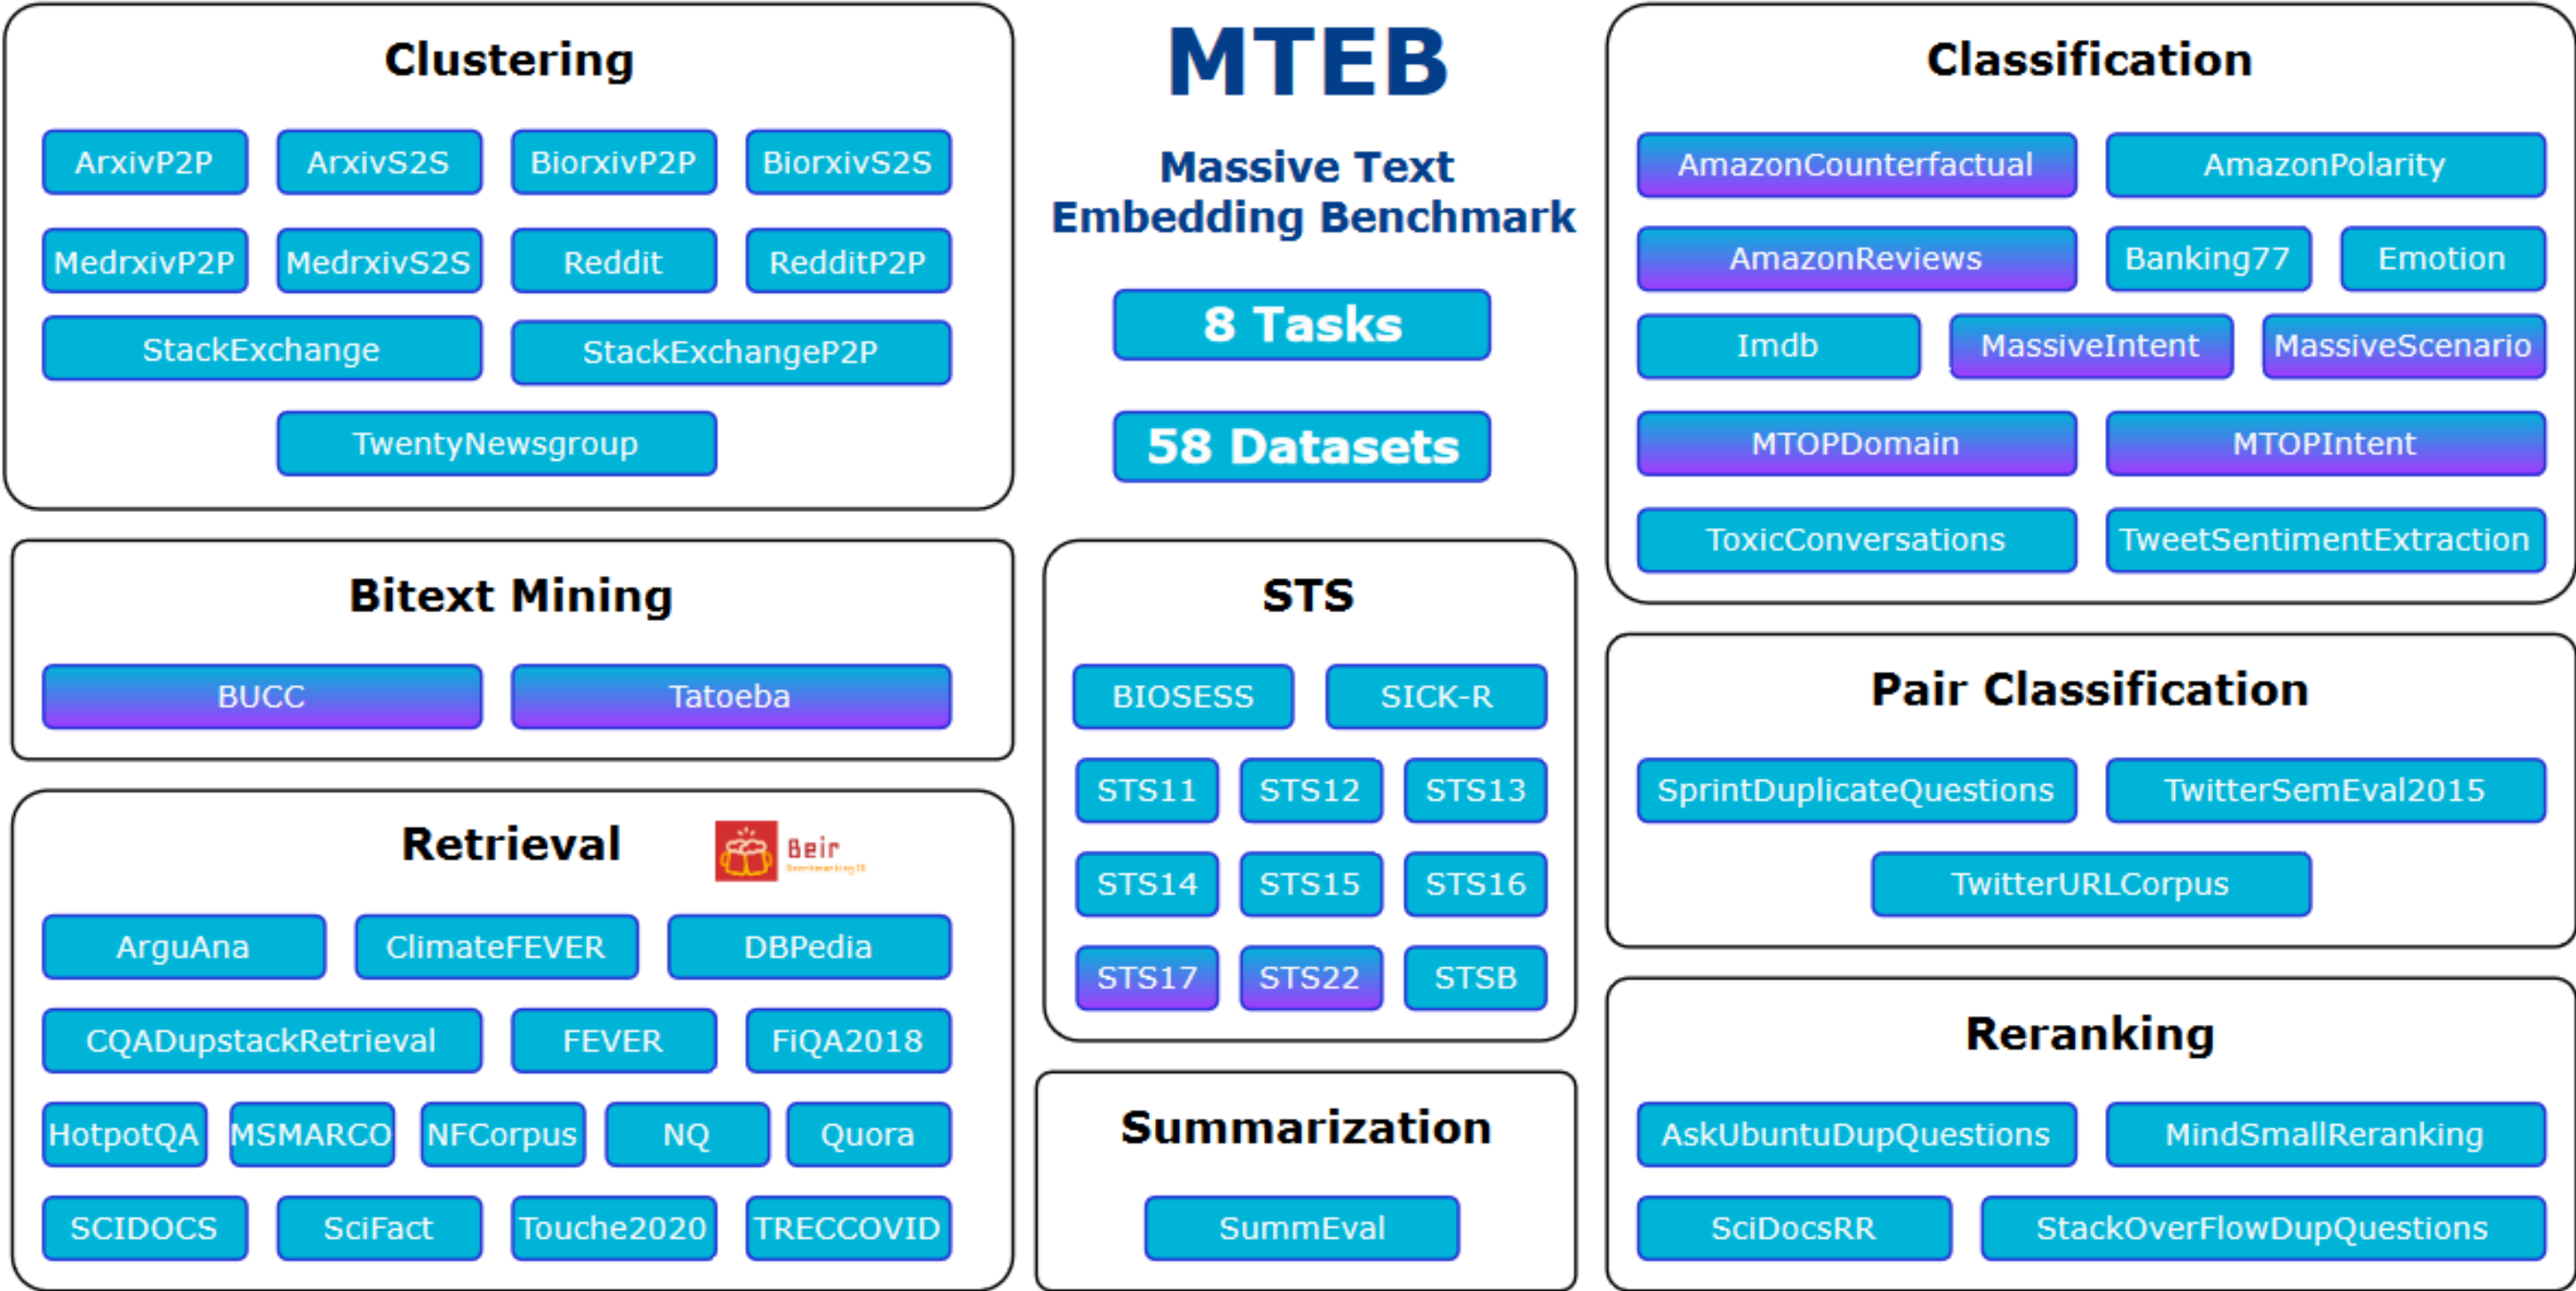 Clustering
ArxivP2P ArxivS2S BiorxivP2P BiorxivS2S
MedrxivP2P MedrxivS2S Reddit RedditP2P
StackExchange StackExchangeP2P
TwentyNewsgroup
MTEB
Massive Text
Embedding Benchmark
8 Tasks
58 Datasets
Classification
AmazonCounterfactual AmazonPolarity
AmazonReviews Banking77 Emotion
Imdb MassiveIntent MassiveScenario
MTOPDomain MTOPIntent
ToxicConversations TweetSentimentExtraction
Bitext Mining
BUCC Tatoeba
STS
BIOSESS SICK-R
STS11 STS12 STS13
STS14 STS15 STS16
STS17 STS22 STSB
Pair Classification
SprintDuplicateQuestions TwitterSemEval2015
TwitterURLCorpus
Retrieval
Beir
Benchmarking IR
ArguAna ClimateFEVER DBPedia
CQADupstackRetrieval FEVER FiQA2018
HotpotQA MSMARCO NFCorpus NQ Quora
SCIDOCS SciFact Touche2020 TRECCOVID
Summarization
SummEval
Reranking
AskUbuntuDupQuestions MindSmallReranking
SciDocsRR StackOverFlowDupQuestions